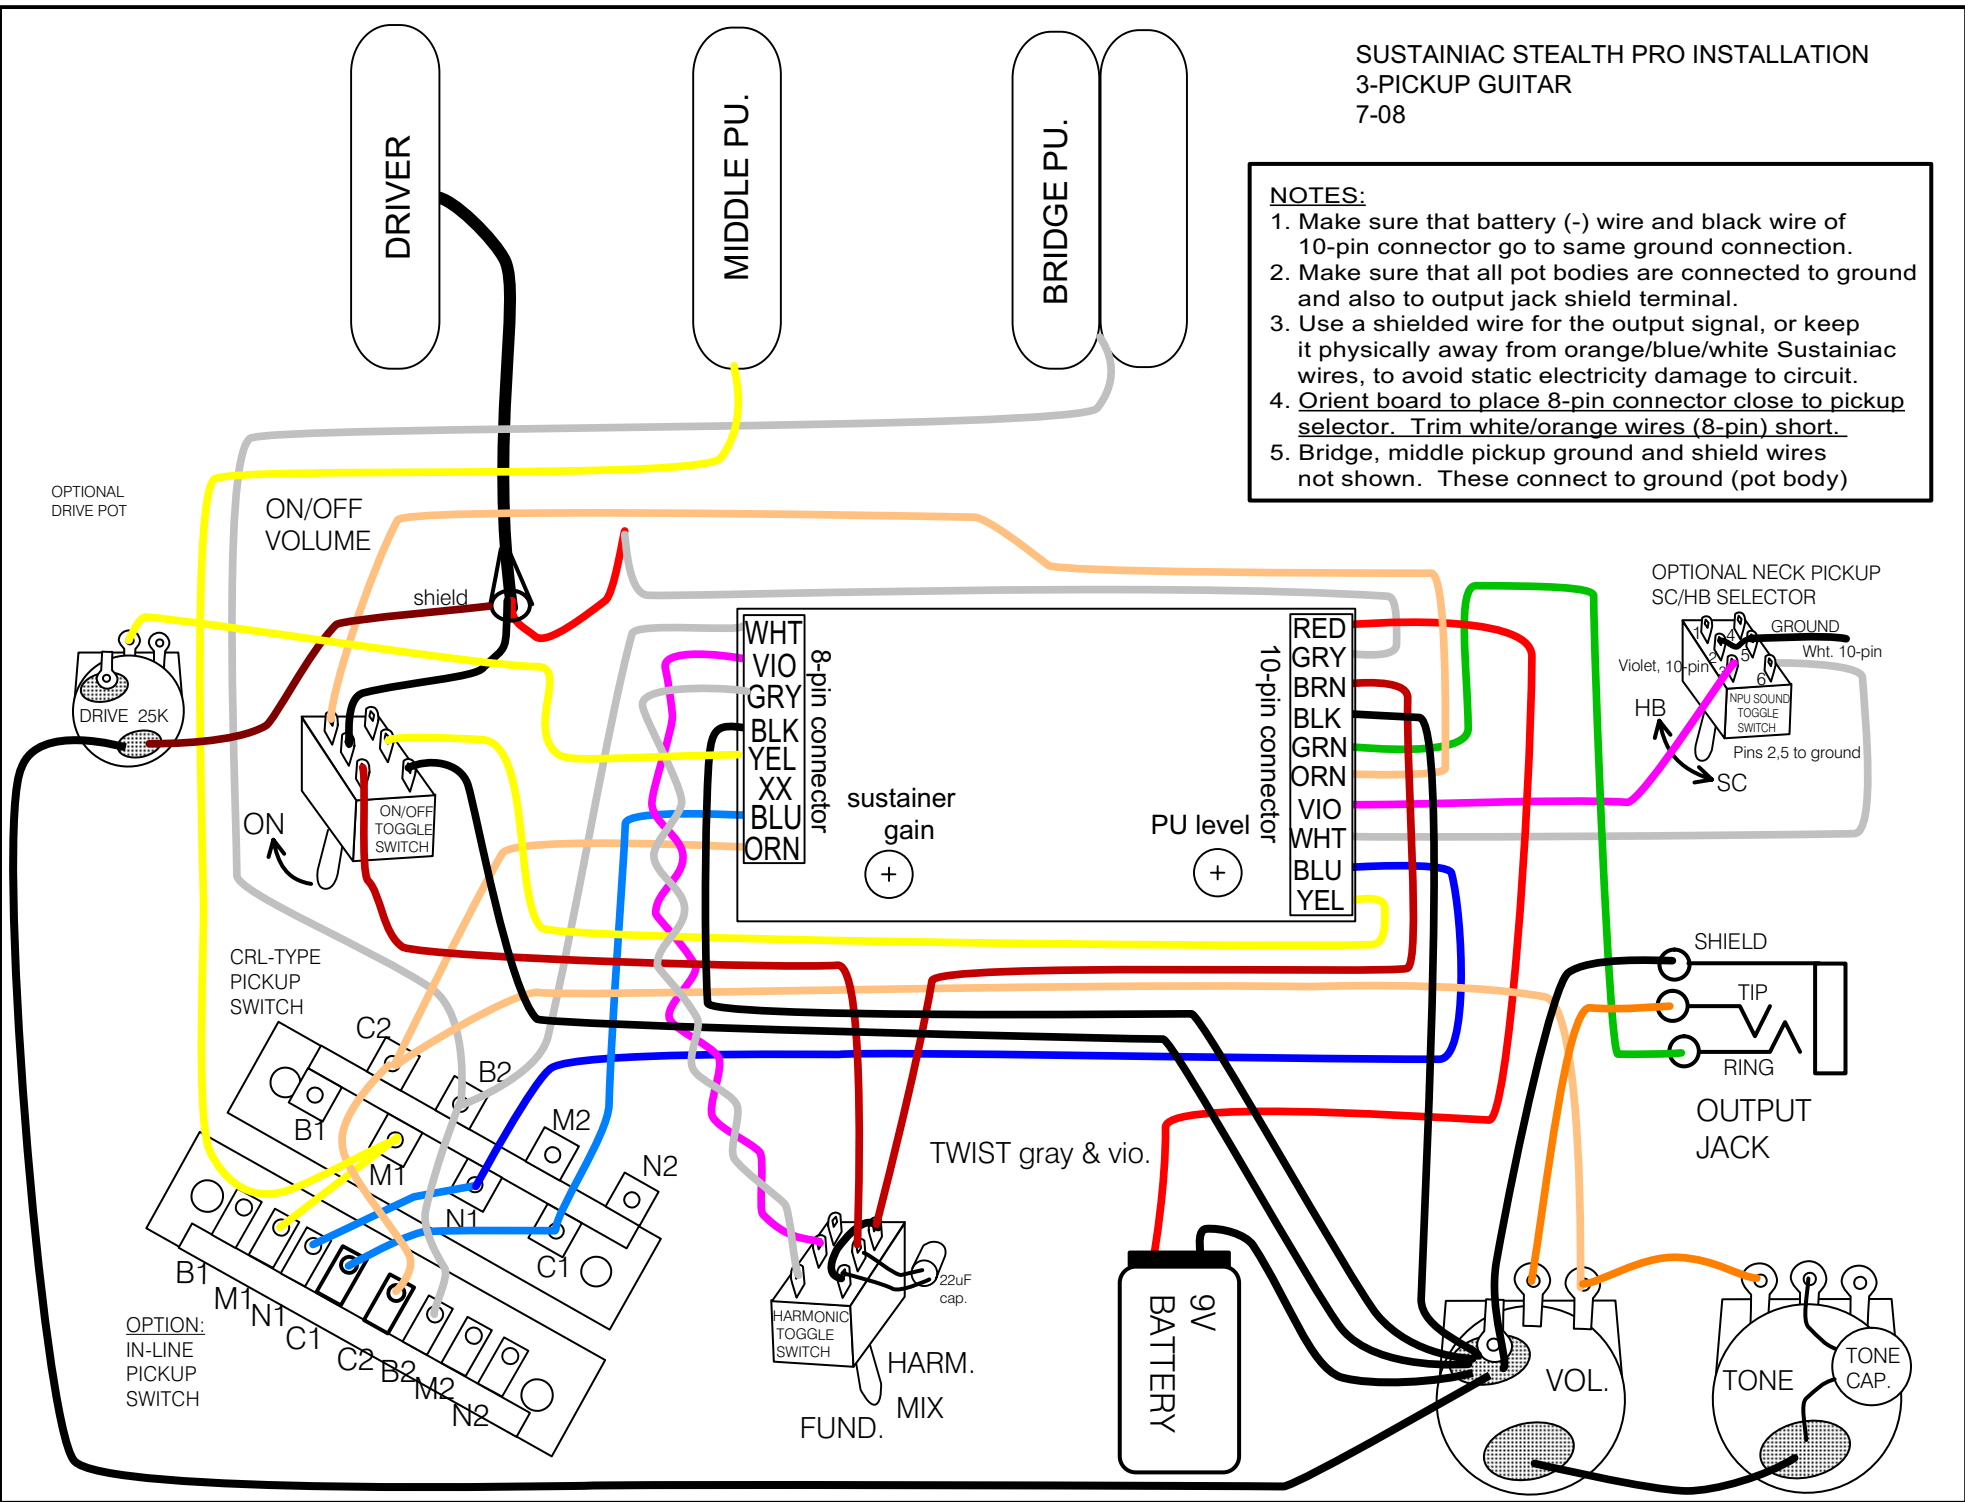 SUSTAINIAC STEALTH PRO INSTALLATION
3-PICKUP GUITAR
7-08
DRIVER
MIDDLE PU.
BRIDGE PU.
NOTES:
1. Make sure that battery (-) wire and black wire of
10-pin connector go to same ground connection.
2. Make sure that all pot bodies are connected to ground
and also to output jack shield terminal.
3. Use a shielded wire for the output signal, or keep
it physically away from orange/blue/white Sustainiac
wires, to avoid static electricity damage to circuit.
4. Orient board to place 8-pin connector close to pickup
selector. Trim white/orange wires (8-pin) short.
5. Bridge, middle pickup ground and shield wires
not shown. These connect to ground (pot body)
OPTIONAL
DRIVE POT
ON/OFF
VOLUME
shield
DRIVE 25K
ON/OFF
TOGGLE
SWITCH
ON
WHT
VIO
GRY
BLK
YEL
XX
BLU
ORN
8-pin connector
sustainer
gain
PU level
10-pin connector
RED
GRY
BRN
BLK
GRN
ORN
VIO
WHT
BLU
YEL
OPTIONAL NECK PICKUP
SC/HB SELECTOR
GROUND
Wht. 10-pin
Violet, 10-pin
1
4
2
5
3
6
NPU SOUND
TOGGLE
SWITCH
HB
SC
Pins 2,5 to ground
SHIELD
TIP
RING
OUTPUT
JACK
CRL-TYPE
PICKUP
SWITCH
C2
B2
M2
N2
B1
M1
N1
C1
OPTION:
IN-LINE
PICKUP
SWITCH
B1
M1
N1
C1
C2
B2
M2
N2
TWIST gray & vio.
22uF
cap.
HARMONIC
TOGGLE
SWITCH
HARM.
MIX
FUND.
9V
BATTERY
VOL.
TONE
TONE
CAP.